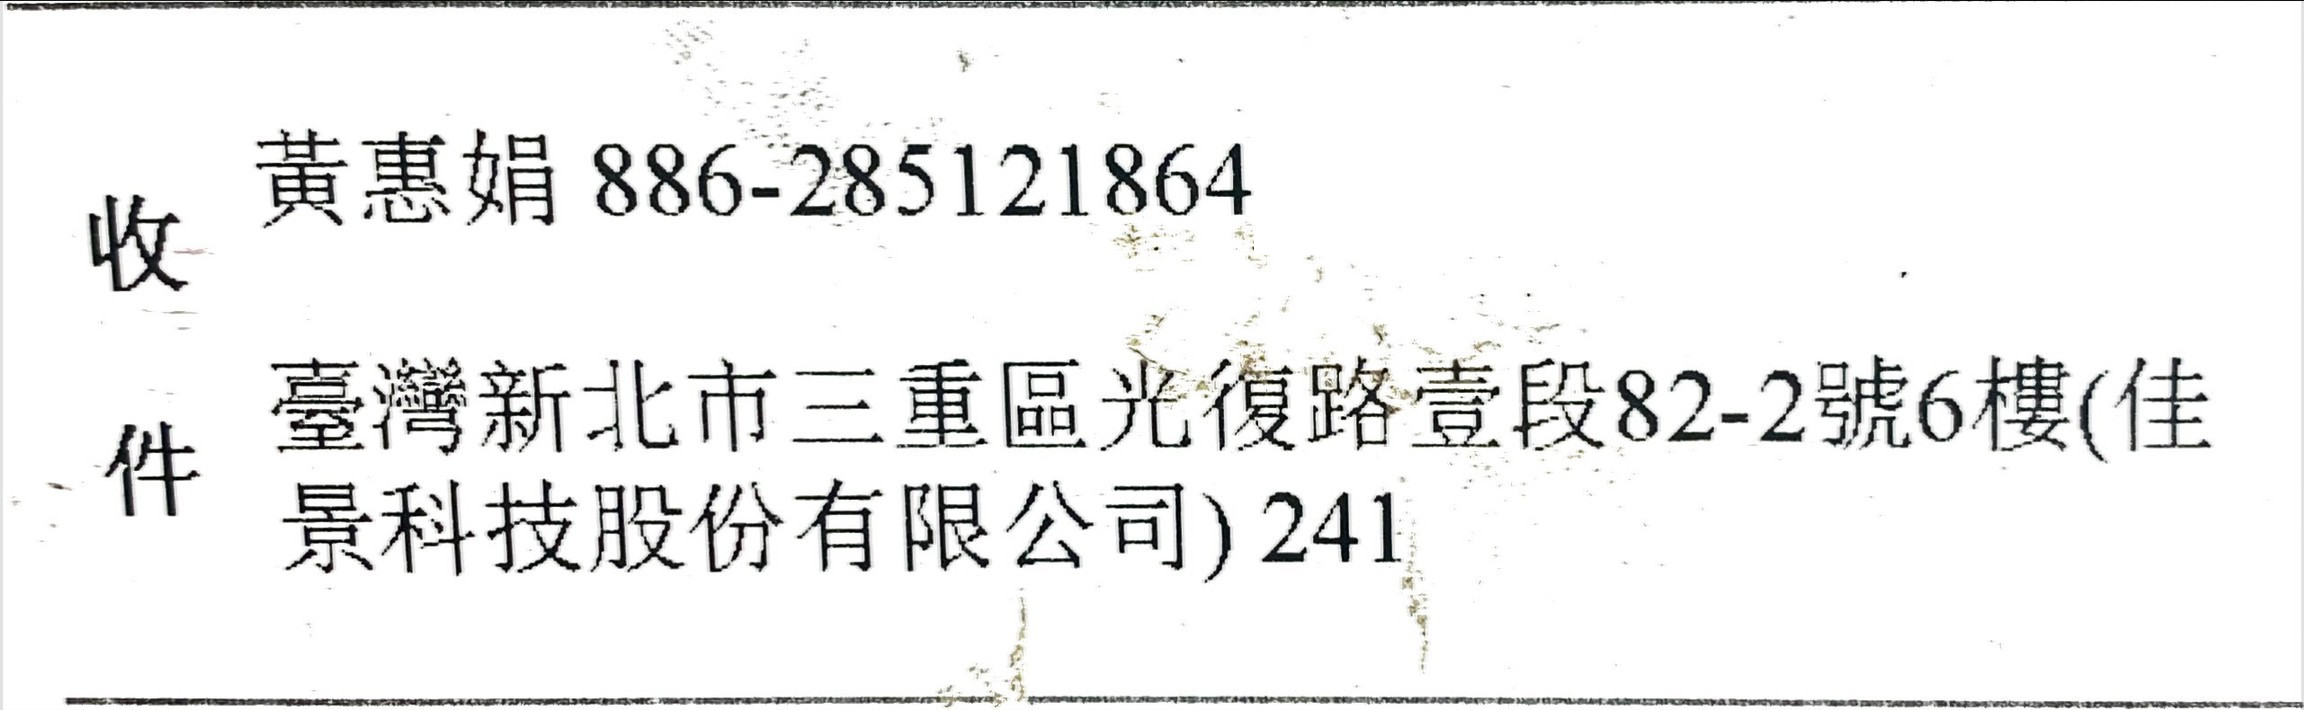 收件
黃惠娟 886-285121864
臺灣新北市三重區光復路壹段82-2號6樓(佳
景科技股份有限公司) 241